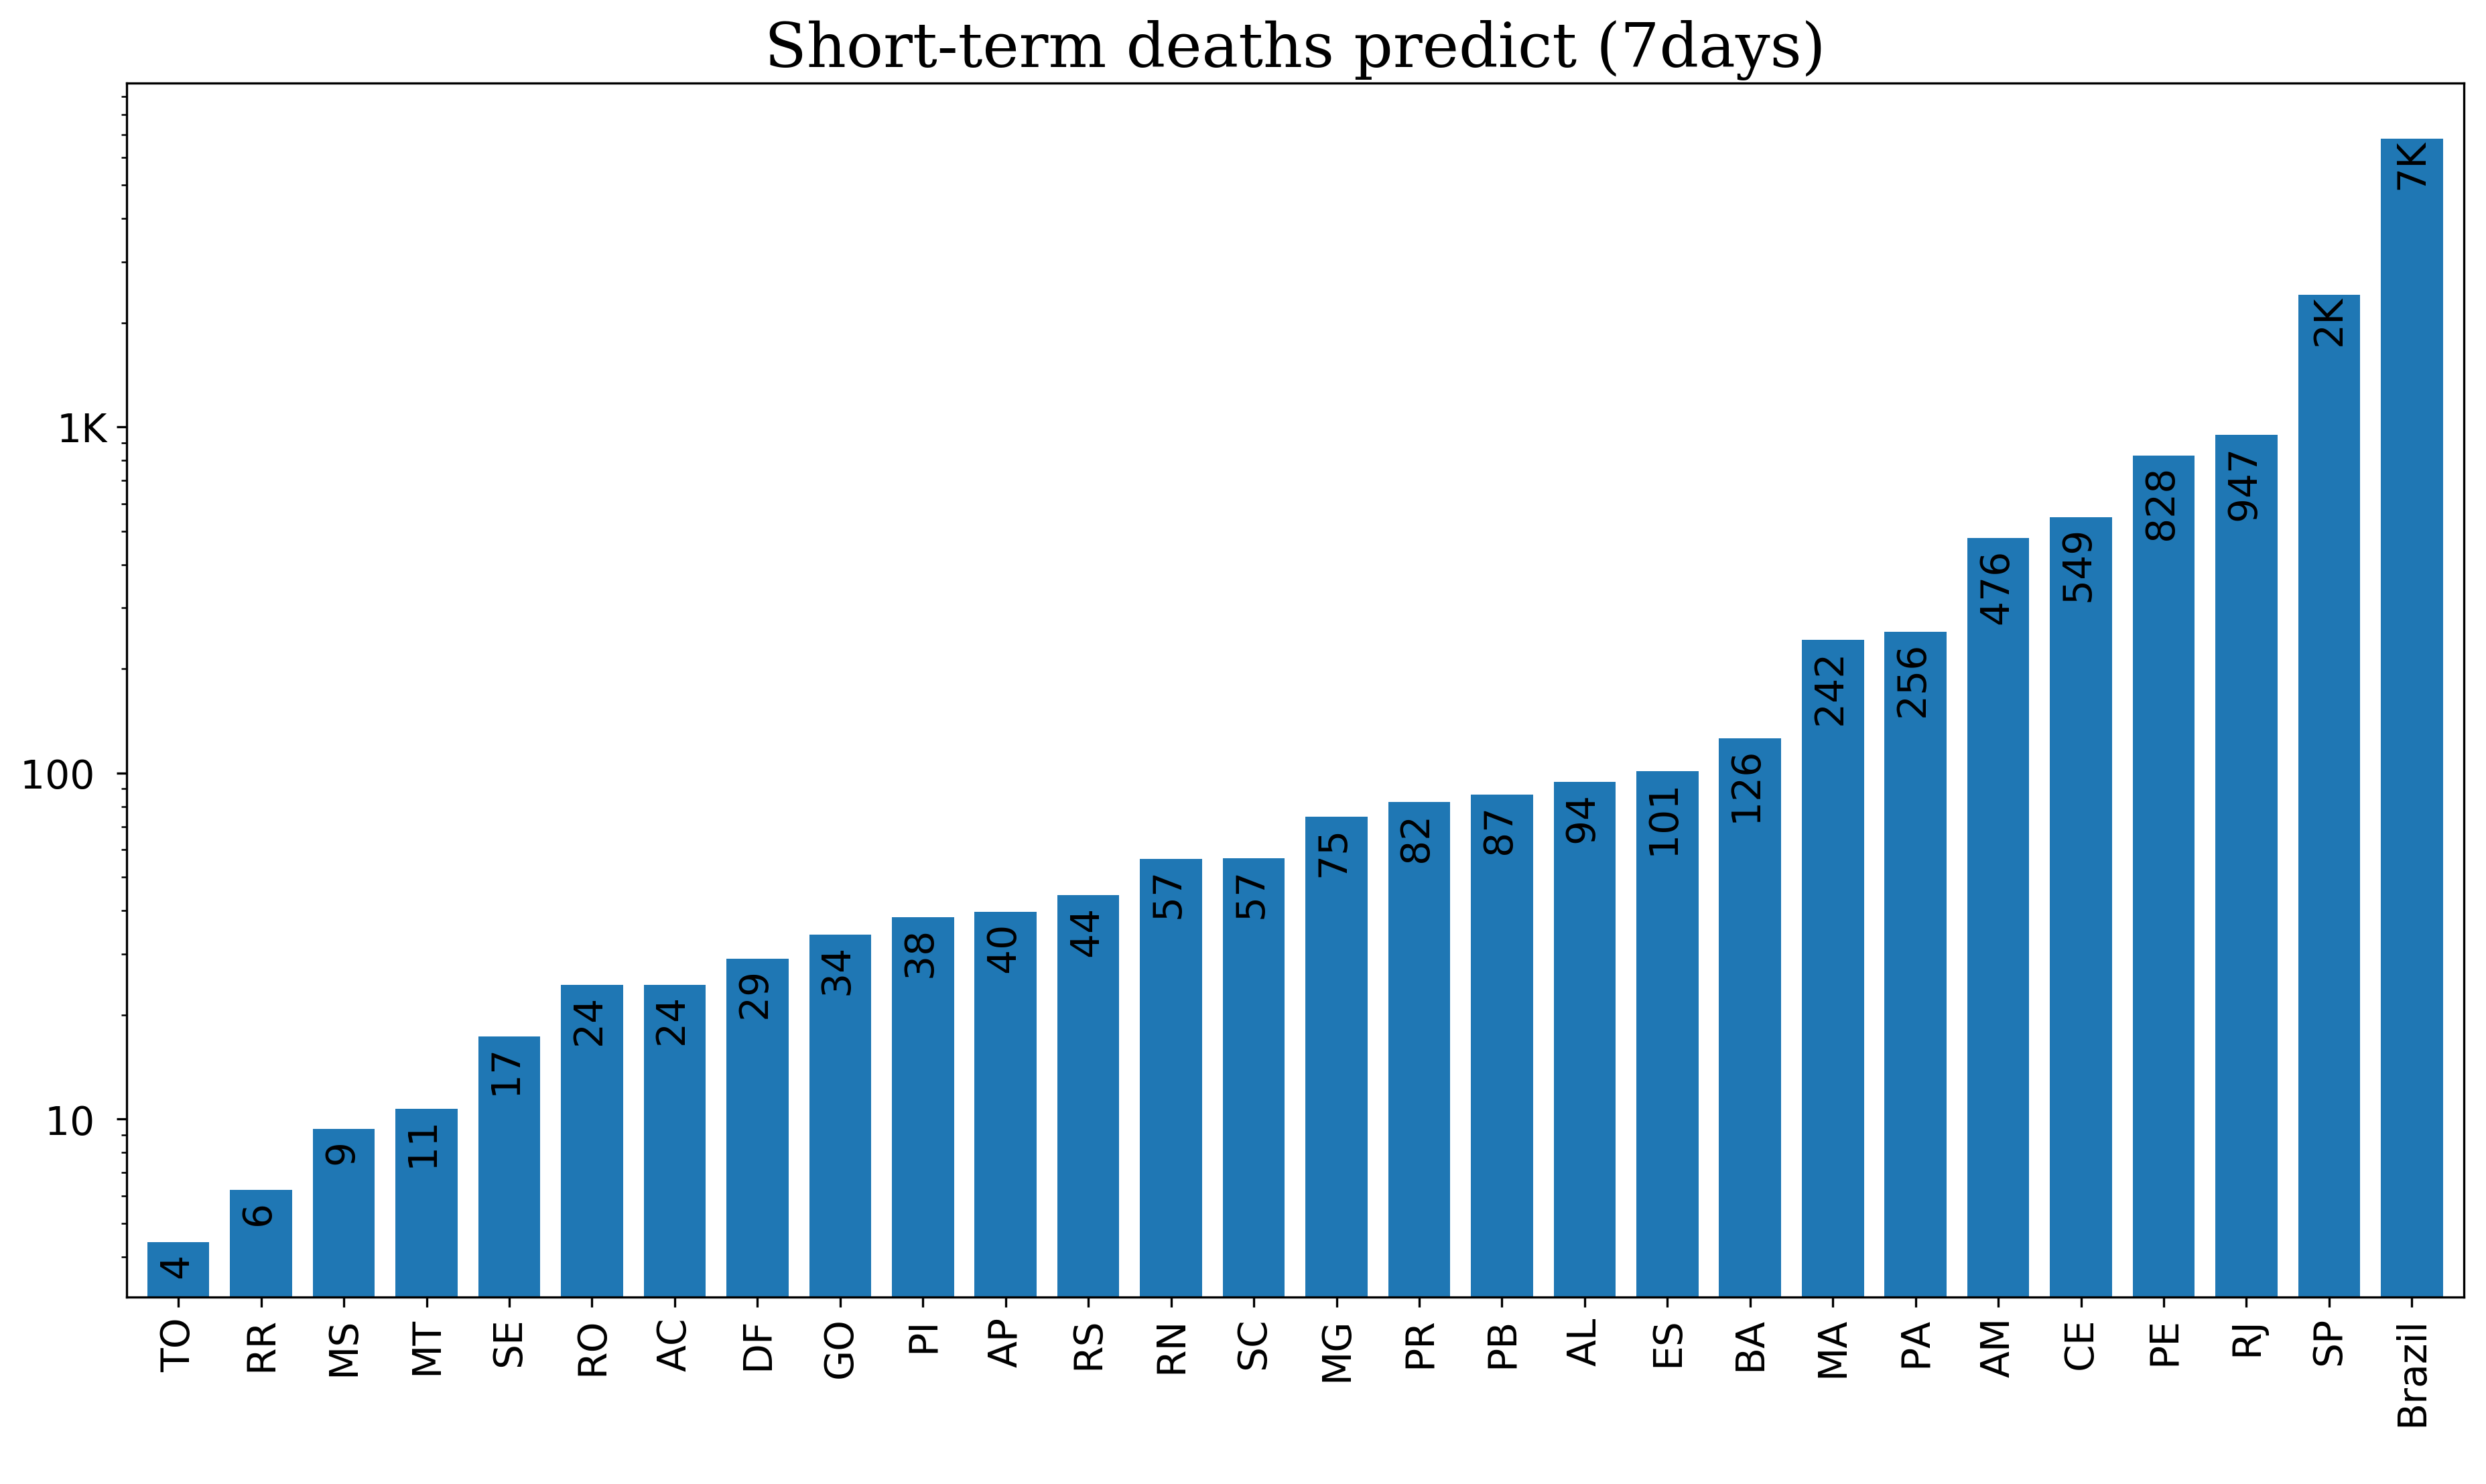 Short-term deaths predict (7days)
1K
100
10
4
6
9
11
17
24
24
29
34
38
40
44
57
57
75
82
87
94
101
126
242
256
476
549
828
947
2K
7K
TO
RR
MS
MT
SE
RO
AC
DF
GO
PI
AP
RS
RN
SC
MG
PR
PB
AL
ES
BA
MA
PA
AM
CE
PE
RJ
SP
Brazil